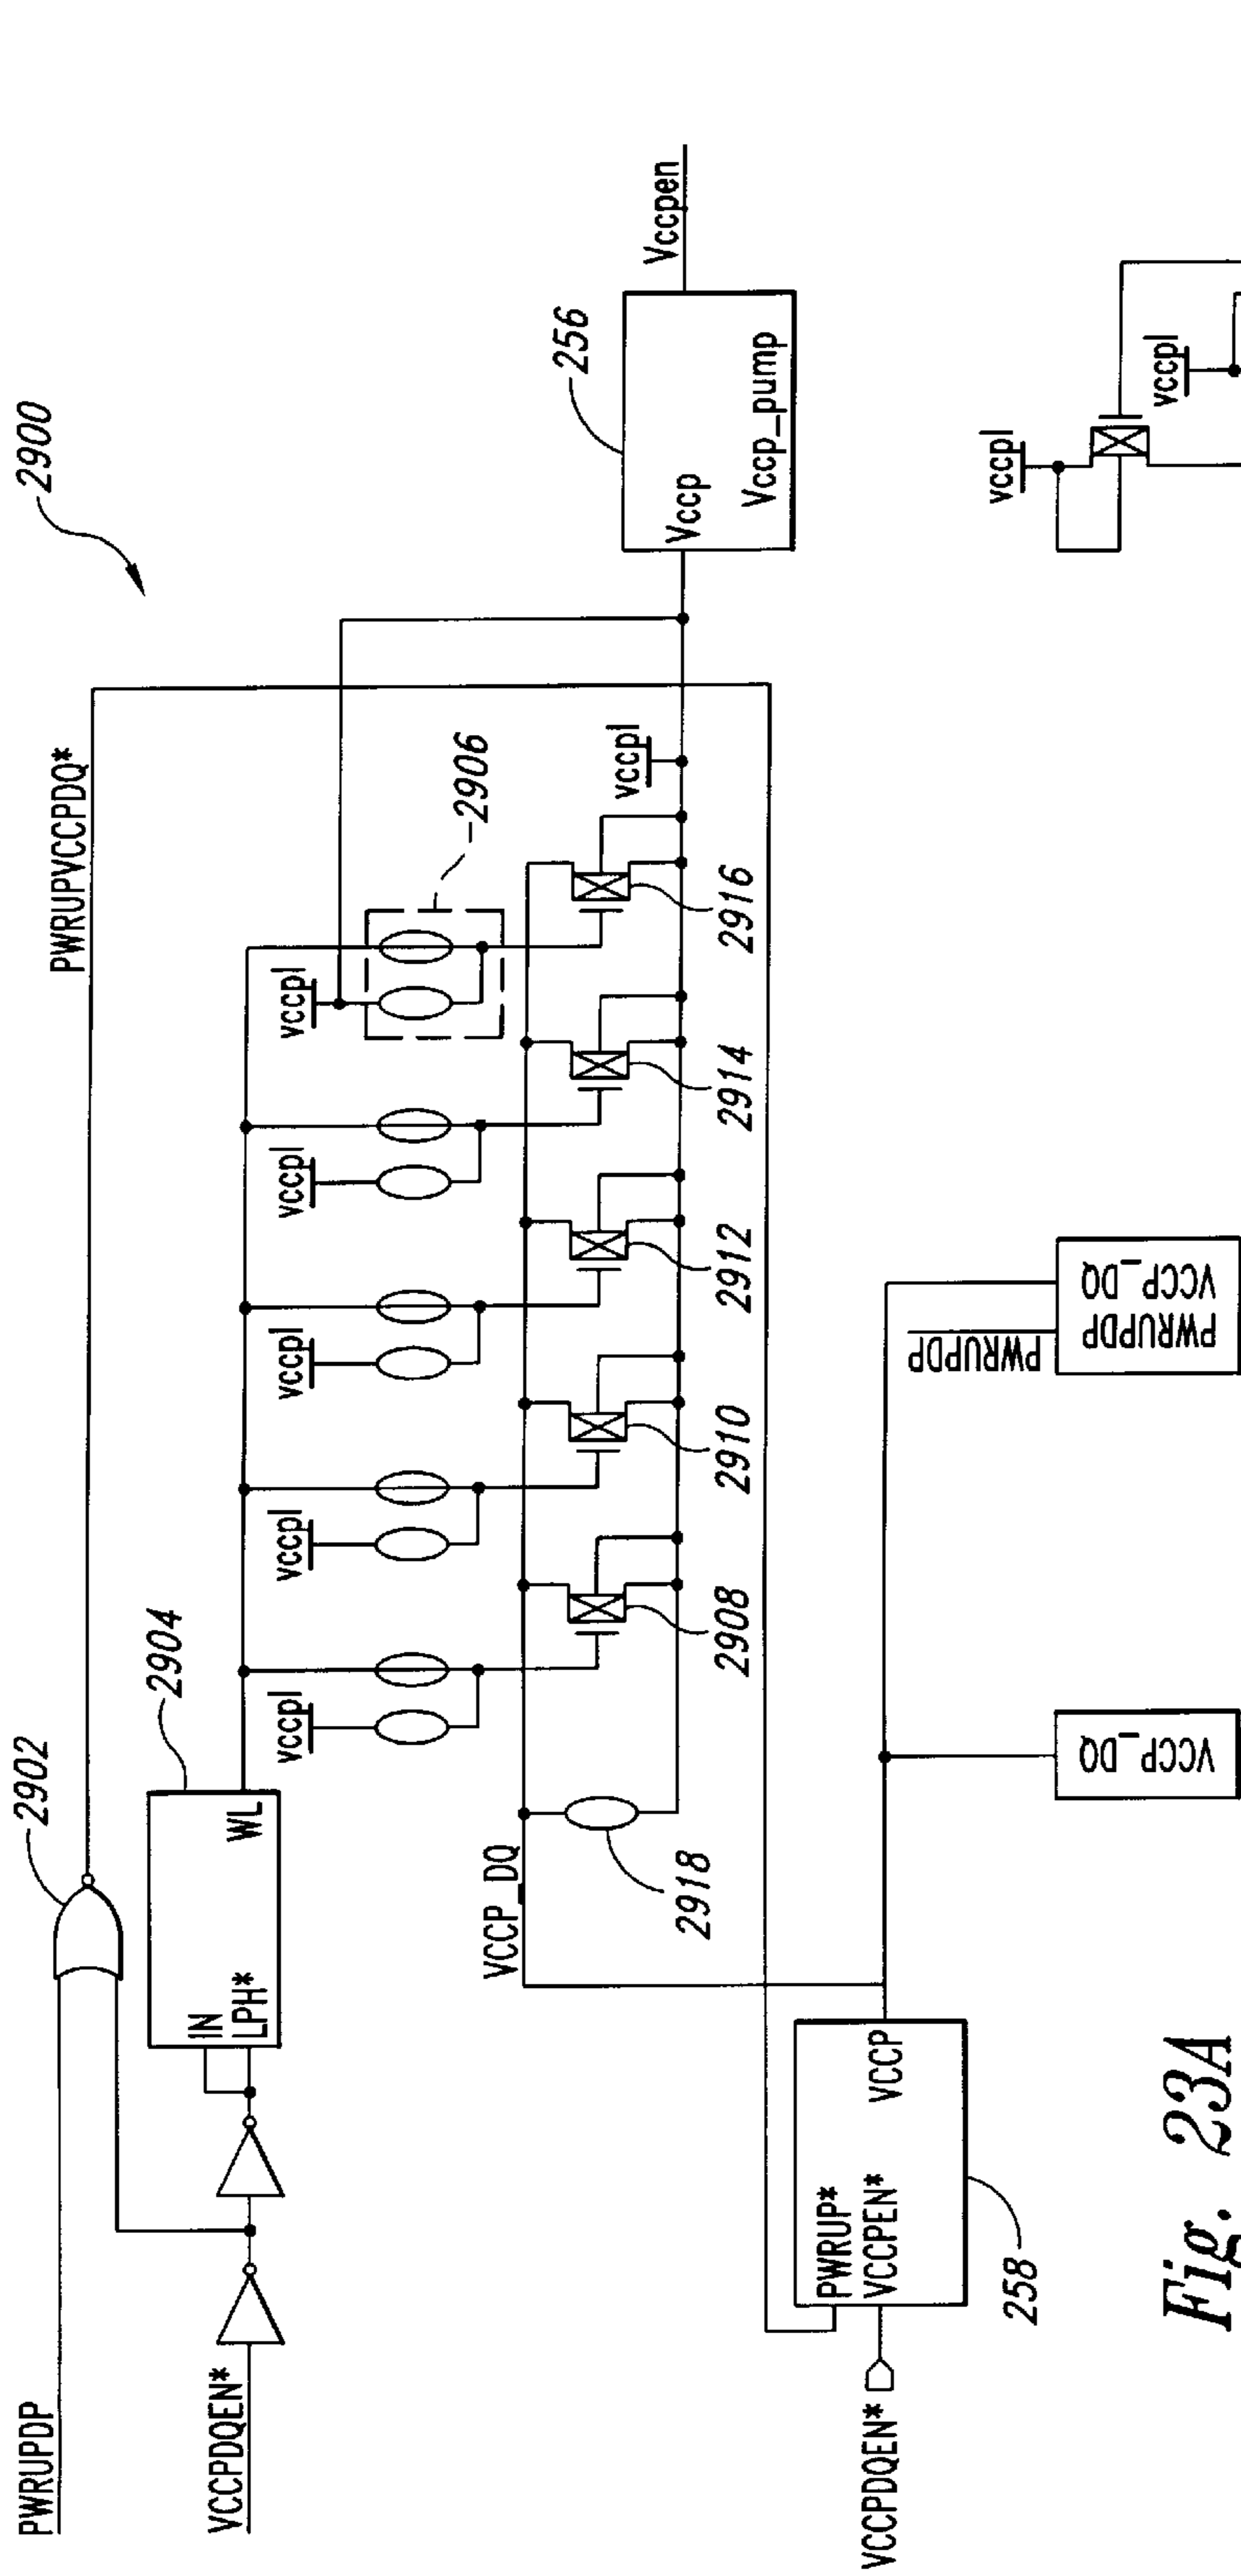 PWRUPDP
2902
PWRUPVCCPDQ*
2900
VCCPDQEN*
IN
LPH*
WL
2904
vccpl
vccpl
vccpl
vccpl
vccpl
2906
VCCP_DQ
2918
2908
2910
2912
2914
2916
vccpl
Vccp
Vccp_pump
256
Vccpen
PWRUP*
VCCPEN*
VCCP
VCCPDQEN*
258
VCCP_DQ
PWRUPDP
PWRUPDP
VCCP_DQ
vccpl
vccpl
Fig. 23A